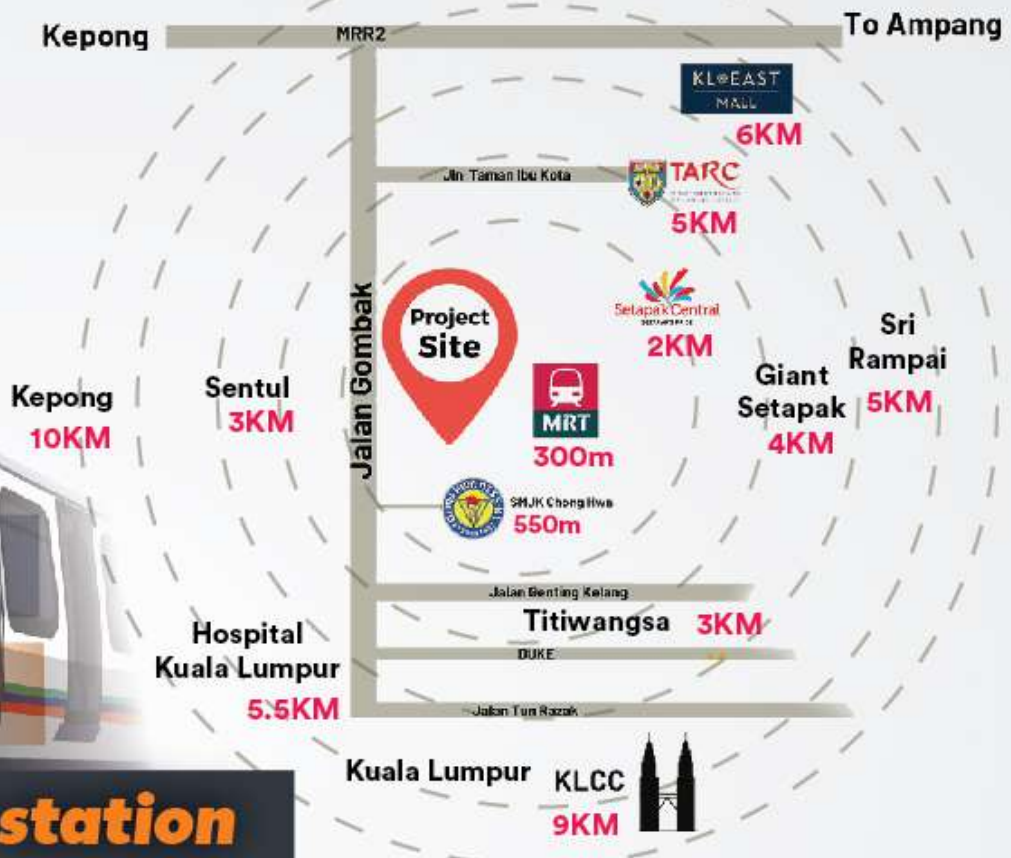 Kepong
MRR2
To Ampang
KL EAST
MALL
6KM
Jln Taman Ibu Kota
TARC
5KM
Jalan Gombak
Project
Site
Setapak Central
2KM
MRT
300m
Sri
Rampai
5KM
Giant
Setapak
4KM
Kepong
10KM
Sentul
3KM
SMJK Chong Hwa
550m
Jalan Genting Kelang
Titiwangsa 3KM
DUKE
Hospital
Kuala Lumpur
5.5KM
Jalan Tun Razak
Kuala Lumpur
KLCC
9KM
station